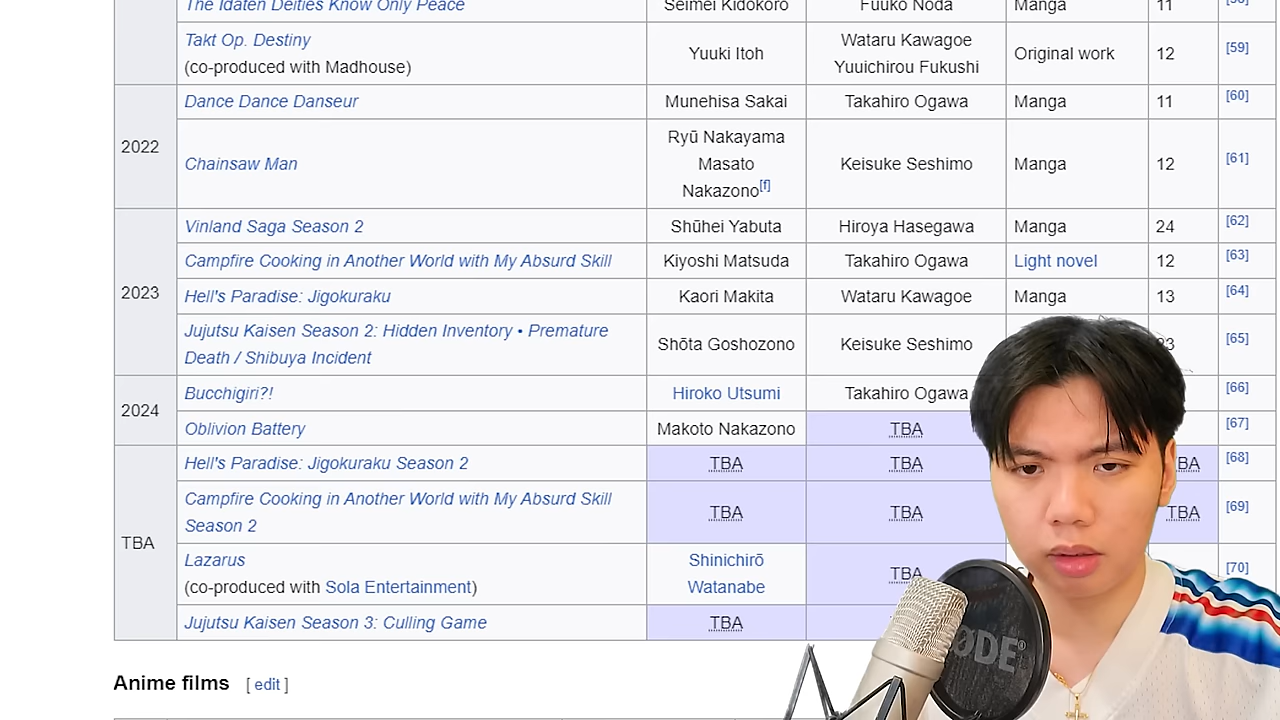 The Idaten Deities Know Only Peace Seimei Kidokoro Fuuko Noda Manga 11
Takt Op. Destiny
(co-produced with Madhouse)
Yuuki Itoh
Wataru Kawagoe
Yuuichirou Fukushi
Original work 12 [59]
2022
Dance Dance Danseur Munehisa Sakai Takahiro Ogawa Manga 11 [60]
Chainsaw Man
Ryū Nakayama
Masato
Nakazono[f]
Keisuke Seshimo Manga 12 [61]
2023
Vinland Saga Season 2 Shūhei Yabuta Hiroya Hasegawa Manga 24 [62]
Campfire Cooking in Another World with My Absurd Skill Kiyoshi Matsuda Takahiro Ogawa Light novel 12 [63]
Hell's Paradise: Jigokuraku Kaori Makita Wataru Kawagoe Manga 13 [64]
Jujutsu Kaisen Season 2: Hidden Inventory • Premature
Death / Shibuya Incident
Shōta Goshozono Keisuke Seshimo [65]
2024
Bucchigiri?! Hiroko Utsumi Takahiro Ogawa [66]
Oblivion Battery Makoto Nakazono TBA [67]
TBA
Hell's Paradise: Jigokuraku Season 2 TBA TBA [68]
Campfire Cooking in Another World with My Absurd Skill
Season 2
TBA TBA TBA [69]
Lazarus
(co-produced with Sola Entertainment)
Shinichirō
Watanabe
TBA [70]
Jujutsu Kaisen Season 3: Culling Game TBA
Anime films [ edit ]